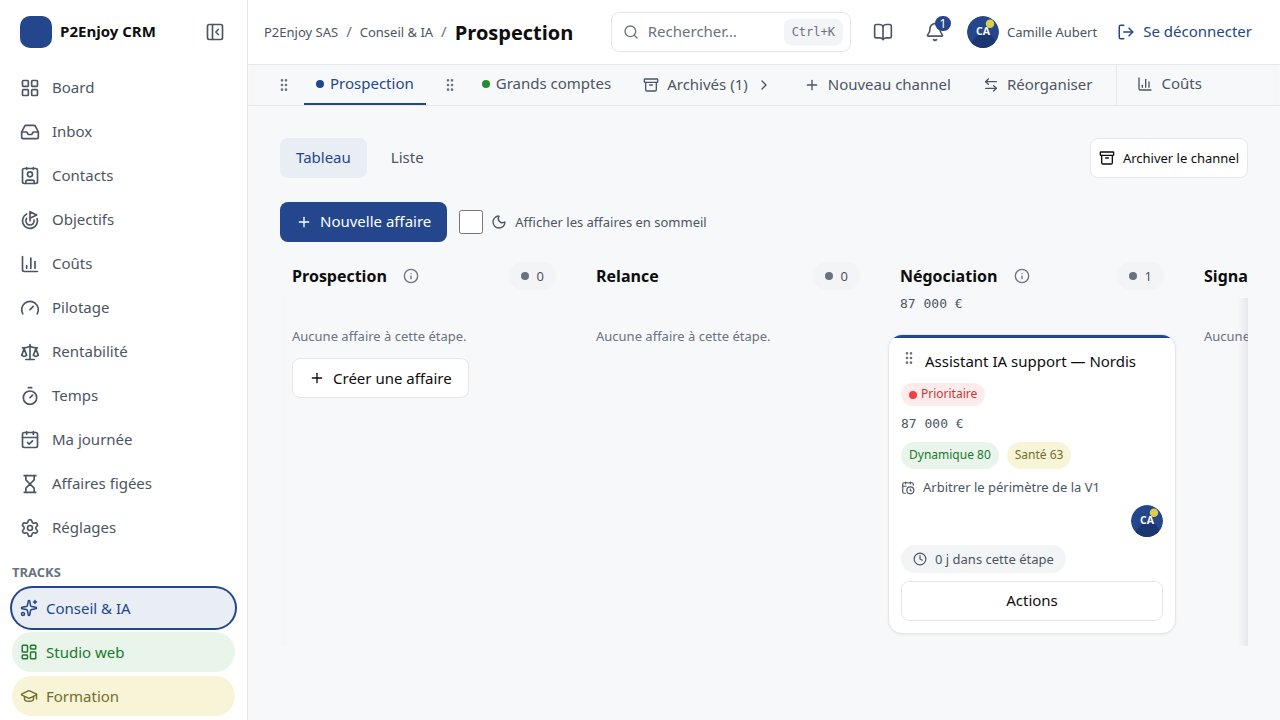 P2Enjoy CRM
Board
Inbox
Contacts
Objectifs
Coûts
Pilotage
Rentabilité
Temps
Ma journée
Affaires figées
Réglages
TRACKS
Conseil & IA
Studio web
Formation
P2Enjoy SAS / Conseil & IA / Prospection
Rechercher... Ctrl+K
1
CA Camille Aubert
Se déconnecter
Prospection
Grands comptes
Archivés (1)
Nouveau channel
Réorganiser
Coûts
Tableau
Liste
Archiver le channel
Nouvelle affaire
Afficher les affaires en sommeil
Prospection 0
Aucune affaire à cette étape.
Créer une affaire
Relance 0
Aucune affaire à cette étape.
Négociation 1
87 000 €
Assistant IA support — Nordis
Prioritaire
87 000 €
Dynamique 80 Santé 63
Arbitrer le périmètre de la V1
CA
0 j dans cette étape
Actions
Signa
Aucune